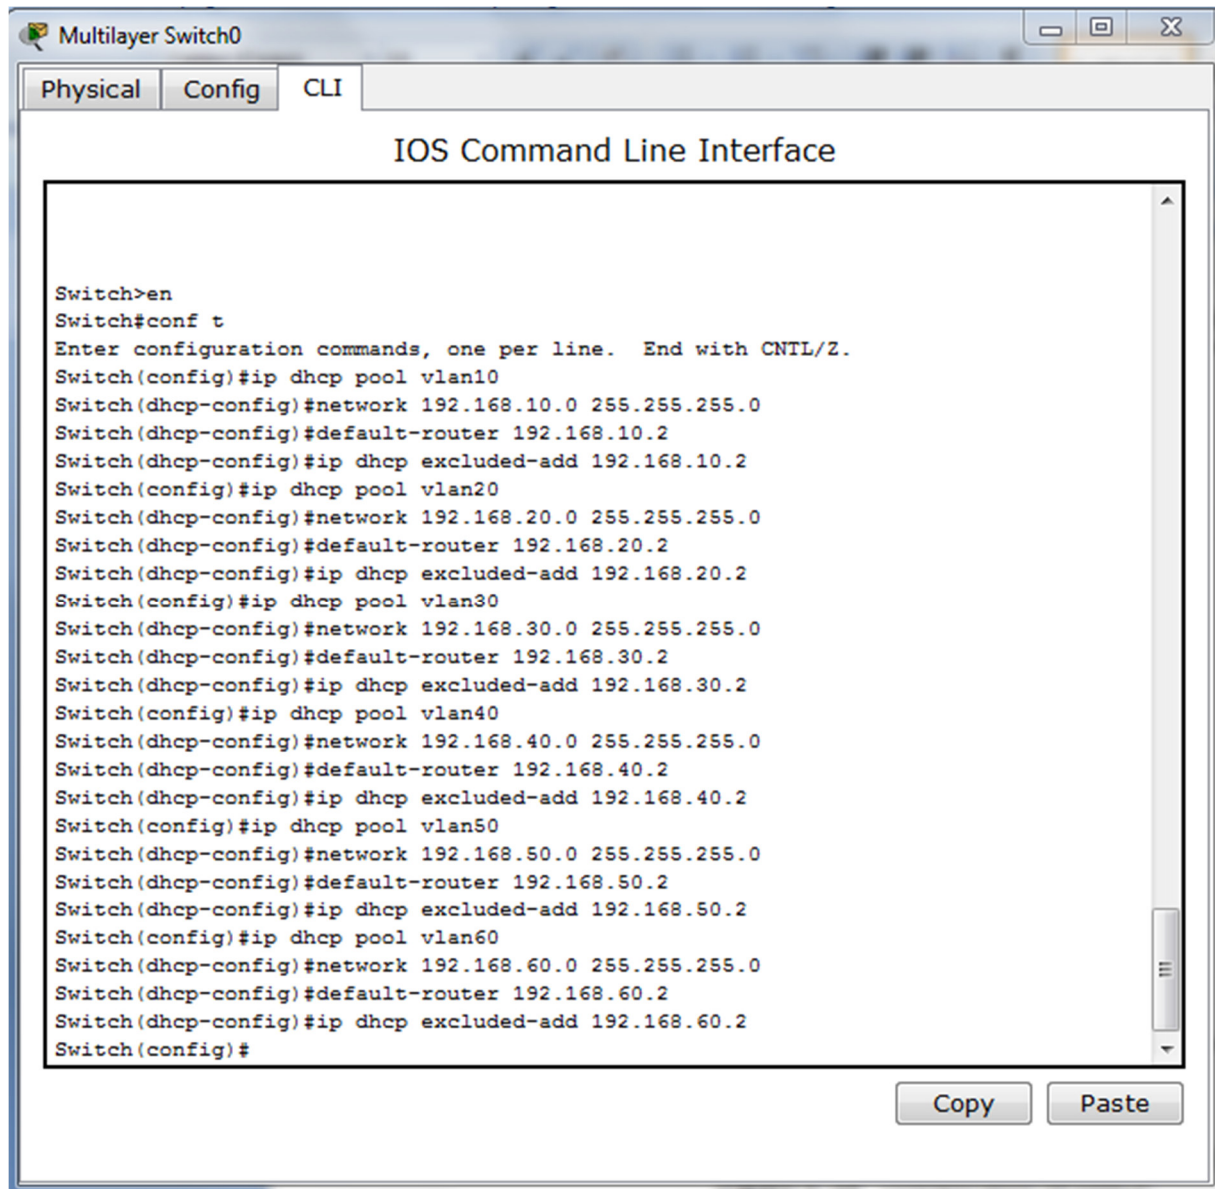 Multilayer Switch0
Physical Config CLI
IOS Command Line Interface
Switch>en
Switch#conf t
Enter configuration commands, one per line.  End with CNTL/Z.
Switch(config)#ip dhcp pool vlan10
Switch(dhcp-config)#network 192.168.10.0 255.255.255.0
Switch(dhcp-config)#default-router 192.168.10.2
Switch(dhcp-config)#ip dhcp excluded-add 192.168.10.2
Switch(config)#ip dhcp pool vlan20
Switch(dhcp-config)#network 192.168.20.0 255.255.255.0
Switch(dhcp-config)#default-router 192.168.20.2
Switch(dhcp-config)#ip dhcp excluded-add 192.168.20.2
Switch(config)#ip dhcp pool vlan30
Switch(dhcp-config)#network 192.168.30.0 255.255.255.0
Switch(dhcp-config)#default-router 192.168.30.2
Switch(dhcp-config)#ip dhcp excluded-add 192.168.30.2
Switch(config)#ip dhcp pool vlan40
Switch(dhcp-config)#network 192.168.40.0 255.255.255.0
Switch(dhcp-config)#default-router 192.168.40.2
Switch(dhcp-config)#ip dhcp excluded-add 192.168.40.2
Switch(config)#ip dhcp pool vlan50
Switch(dhcp-config)#network 192.168.50.0 255.255.255.0
Switch(dhcp-config)#default-router 192.168.50.2
Switch(dhcp-config)#ip dhcp excluded-add 192.168.50.2
Switch(config)#ip dhcp pool vlan60
Switch(dhcp-config)#network 192.168.60.0 255.255.255.0
Switch(dhcp-config)#default-router 192.168.60.2
Switch(dhcp-config)#ip dhcp excluded-add 192.168.60.2
Switch(config)#
Copy Paste